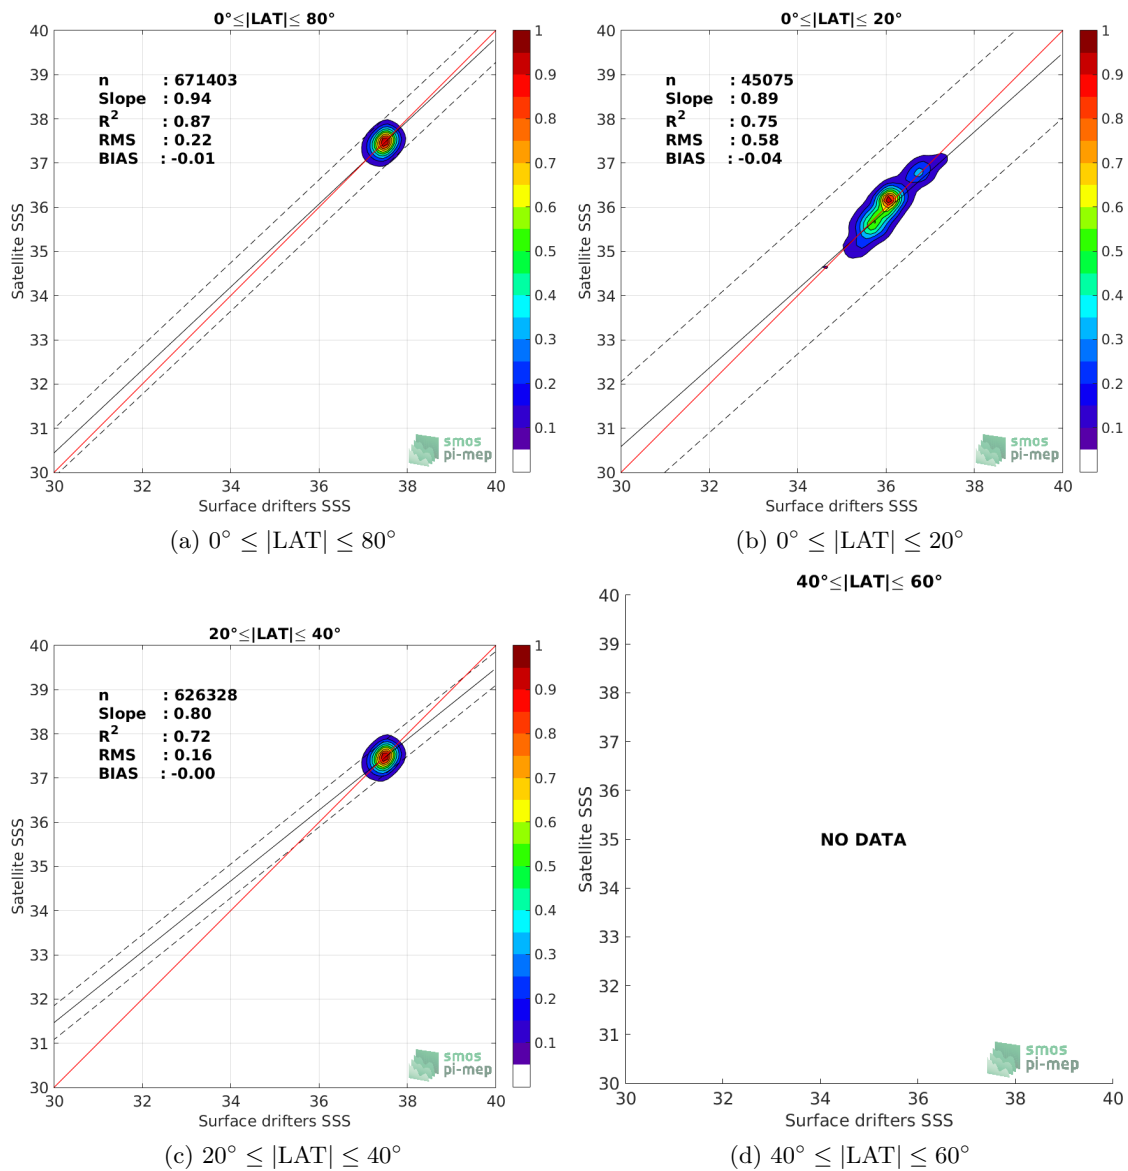 0°≤|LAT|≤ 80°
40
39
38
37
36
35
34
33
32
31
30
Satellite SSS
n : 671403
Slope : 0.94
R2 : 0.87
RMS : 0.22
BIAS : -0.01
smos
pi-mep
30 32 34 36 38 40
Surface drifters SSS
1
0.9
0.8
0.7
0.6
0.5
0.4
0.3
0.2
0.1
(a) 0° ≤ |LAT| ≤ 80°
0°≤|LAT|≤ 20°
40
39
38
37
36
35
34
33
32
31
30
Satellite SSS
n : 45075
Slope : 0.89
R2 : 0.75
RMS : 0.58
BIAS : -0.04
smos
pi-mep
30 32 34 36 38 40
Surface drifters SSS
1
0.9
0.8
0.7
0.6
0.5
0.4
0.3
0.2
0.1
(b) 0° ≤ |LAT| ≤ 20°
20°≤|LAT|≤ 40°
40
39
38
37
36
35
34
33
32
31
30
Satellite SSS
n : 626328
Slope : 0.80
R2 : 0.72
RMS : 0.16
BIAS : -0.00
smos
pi-mep
30 32 34 36 38 40
Surface drifters SSS
1
0.9
0.8
0.7
0.6
0.5
0.4
0.3
0.2
0.1
(c) 20° ≤ |LAT| ≤ 40°
40°≤|LAT|≤ 60°
40
39
38
37
36
35
34
33
32
31
30
Satellite SSS
NO DATA
smos
pi-mep
30 32 34 36 38 40
Surface drifters SSS
(d) 40° ≤ |LAT| ≤ 60°